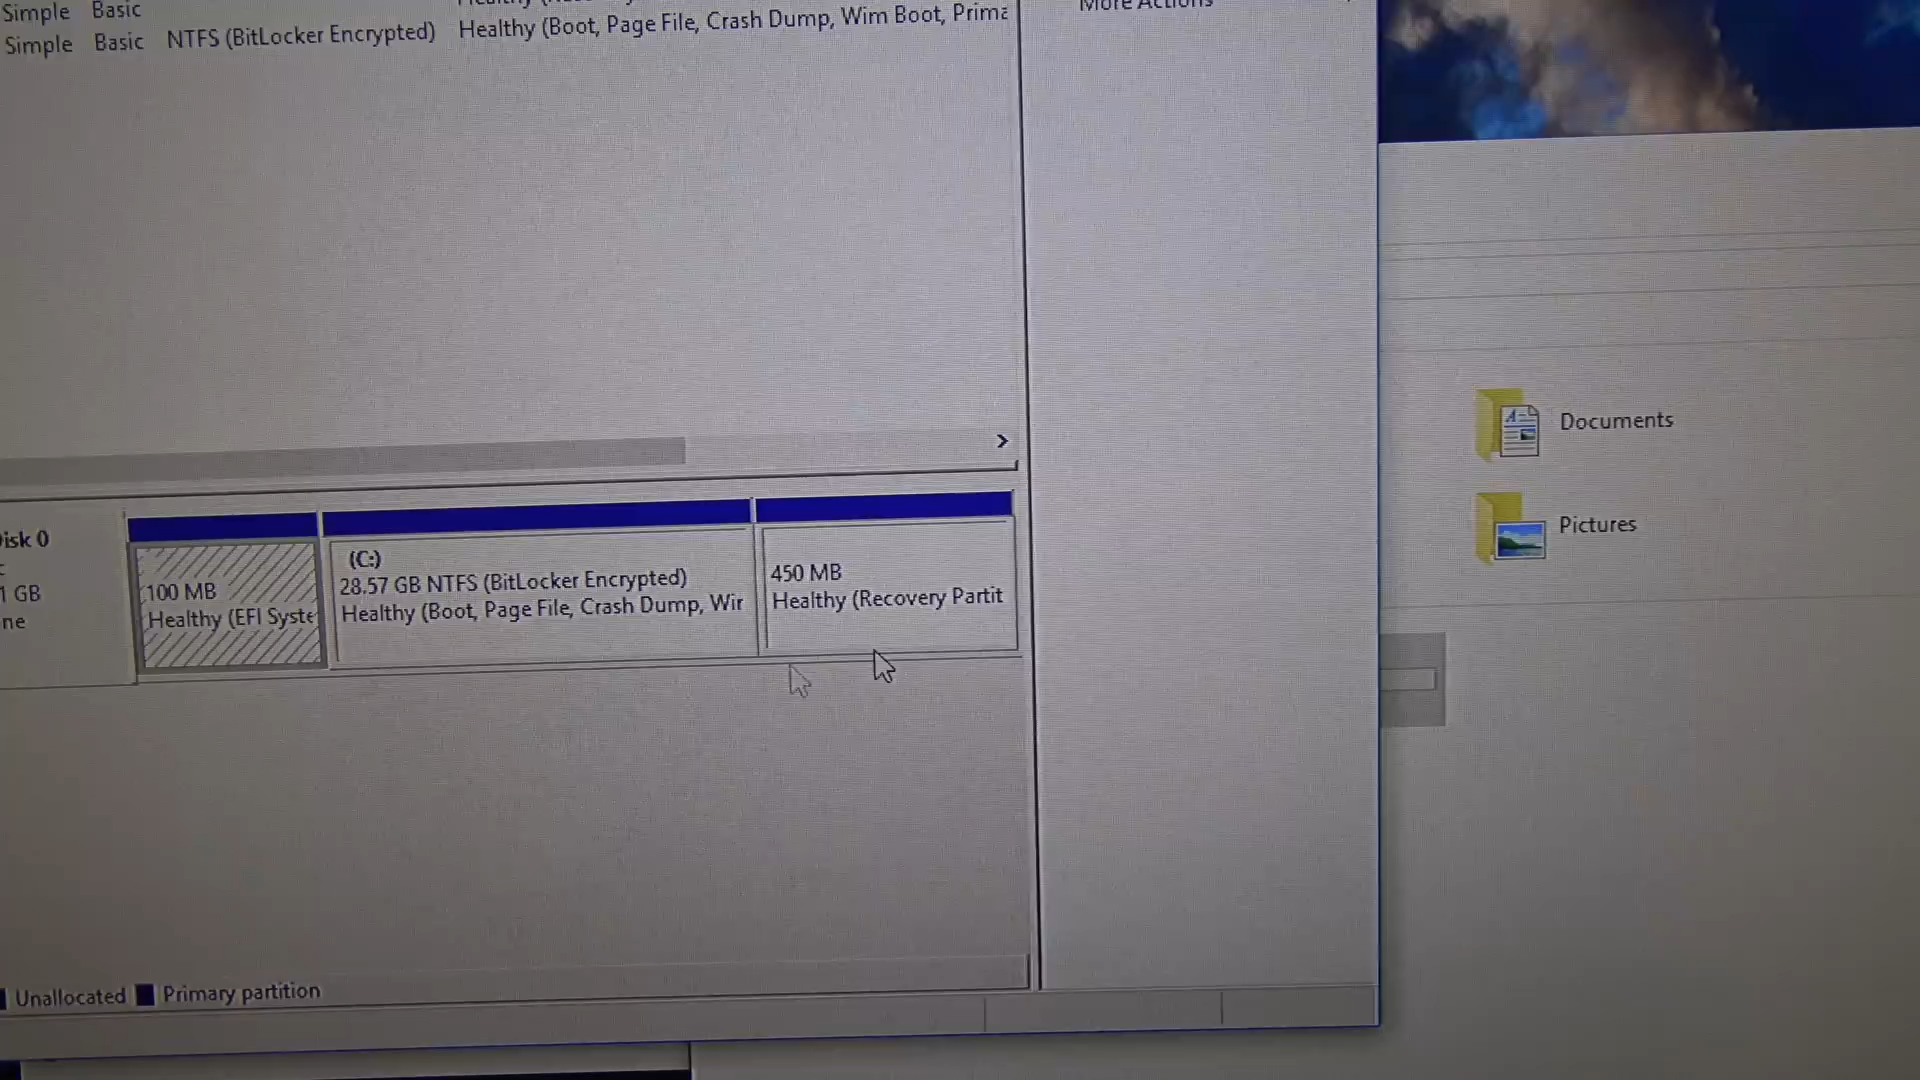 Simple Basic
Simple Basic NTFS (BitLocker Encrypted) Healthy (Boot, Page File, Crash Dump, Wim Boot, Prima
More Actions
Documents
Pictures
isk 0
1 GB
ne
100 MB
Healthy (EFI Syste
(C:)
28.57 GB NTFS (BitLocker Encrypted)
Healthy (Boot, Page File, Crash Dump, Wir
450 MB
Healthy (Recovery Partit
Unallocated Primary partition